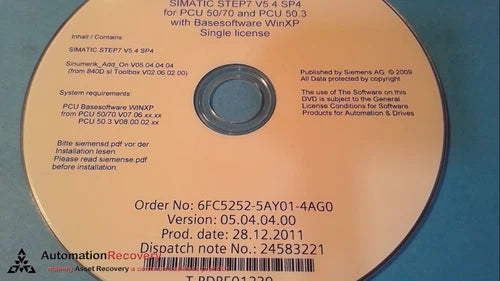 SIMATIC STEP7 V5.4 SP4
for PCU 50/70 and PCU 50.3
with Basesoftware WinXP
Single license
Inhalt / Contains:
SIMATIC STEP7 V5.4 SP4
Sinumerik_Add_On V05.04.04.04
(from 840D sl Toolbox V02.06.02.00)
System requirements:
PCU Basesoftware WINXP
from PCU 50/70 V07.06.xx.xx
PCU 50.3 V08.00.02.xx
Bitte siemensd.pdf vor der
Installation lesen.
Please read siemense.pdf
before installation.
Published by Siemens AG © 2009
All Data protected by copyright
The use of The Software on this
DVD is subject to the General
License Conditions for Software
Products for Automation & Drives
Order No: 6FC5252-5AY01-4AG0
Version: 05.04.04.00
Prod. date: 28.12.2011
Dispatch note No.: 24583221
AutomationRecovery
making Asset Recovery a